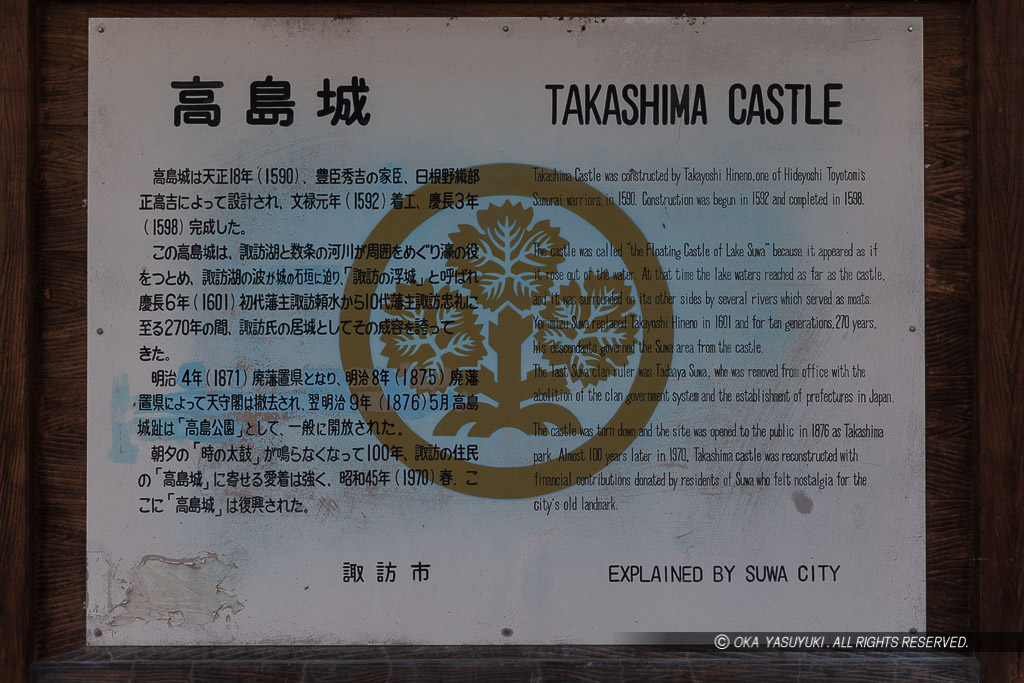 高島城
高島城は天正18年(1590)、豊臣秀吉の家臣、日根野織部
正高吉によって設計され、文禄元年(1592)着工、慶長3年
(1598)完成した。
この高島城は、諏訪湖と数条の河川が周囲をめぐり濠の役
をつとめ、諏訪湖の波が城の石垣に迫り「諏訪の浮城」と呼ばれ
慶長6年(1601)初代藩主諏訪頼水から10代藩主諏訪忠礼に
至る270年の間、諏訪氏の居城としてその威容を誇って
きた。
明治4年(1871)廃藩置県となり、明治8年(1875)廃藩
置県によって天守閣は撤去され、翌明治9年(1876)5月高島
城趾は「高島公園」として、一般に開放された。
朝夕の「時の太鼓」が鳴らなくなって100年、諏訪の住民
の「高島城」に寄せる愛着は強く、昭和45年(1970)春、こ
こに「高島城」は復興された。
諏訪市
TAKASHIMA CASTLE
Takashima Castle was constructed by Takayoshi Hineno,one of Hideyoshi Toyotomi's
Samurai warriors, in 1590. Construction was begun in 1592 and completed in 1598.
The castle was called "the Floating Castle of Lake Suwa" because it appeared as if
it rose out of the water. At that time the lake waters reached as far as the castle,
and it was surrounded on its other sides by several rivers which served as moats.
Yorimizu Suwa replaced Takayoshi Hineno in 1601 and for ten generations,270 years,
his descendants governed the Suwa area from the castle.
The last Suwa clan ruler was Tadaaya Suwa, who was removed from office with the
abolition of the clan government system and the establishment of prefectures in Japan.
The castle was torn down and the site was opened to the public in 1876 as Takashima
park. Almost 100 years later in 1970, Takashima castle was reconstructed with
financial contributions donated by residents of Suwa who felt nostalgia for the
city's old landmark.
EXPLAINED BY SUWA CITY
© OKA YASUYUKI. ALL RIGHTS RESERVED.